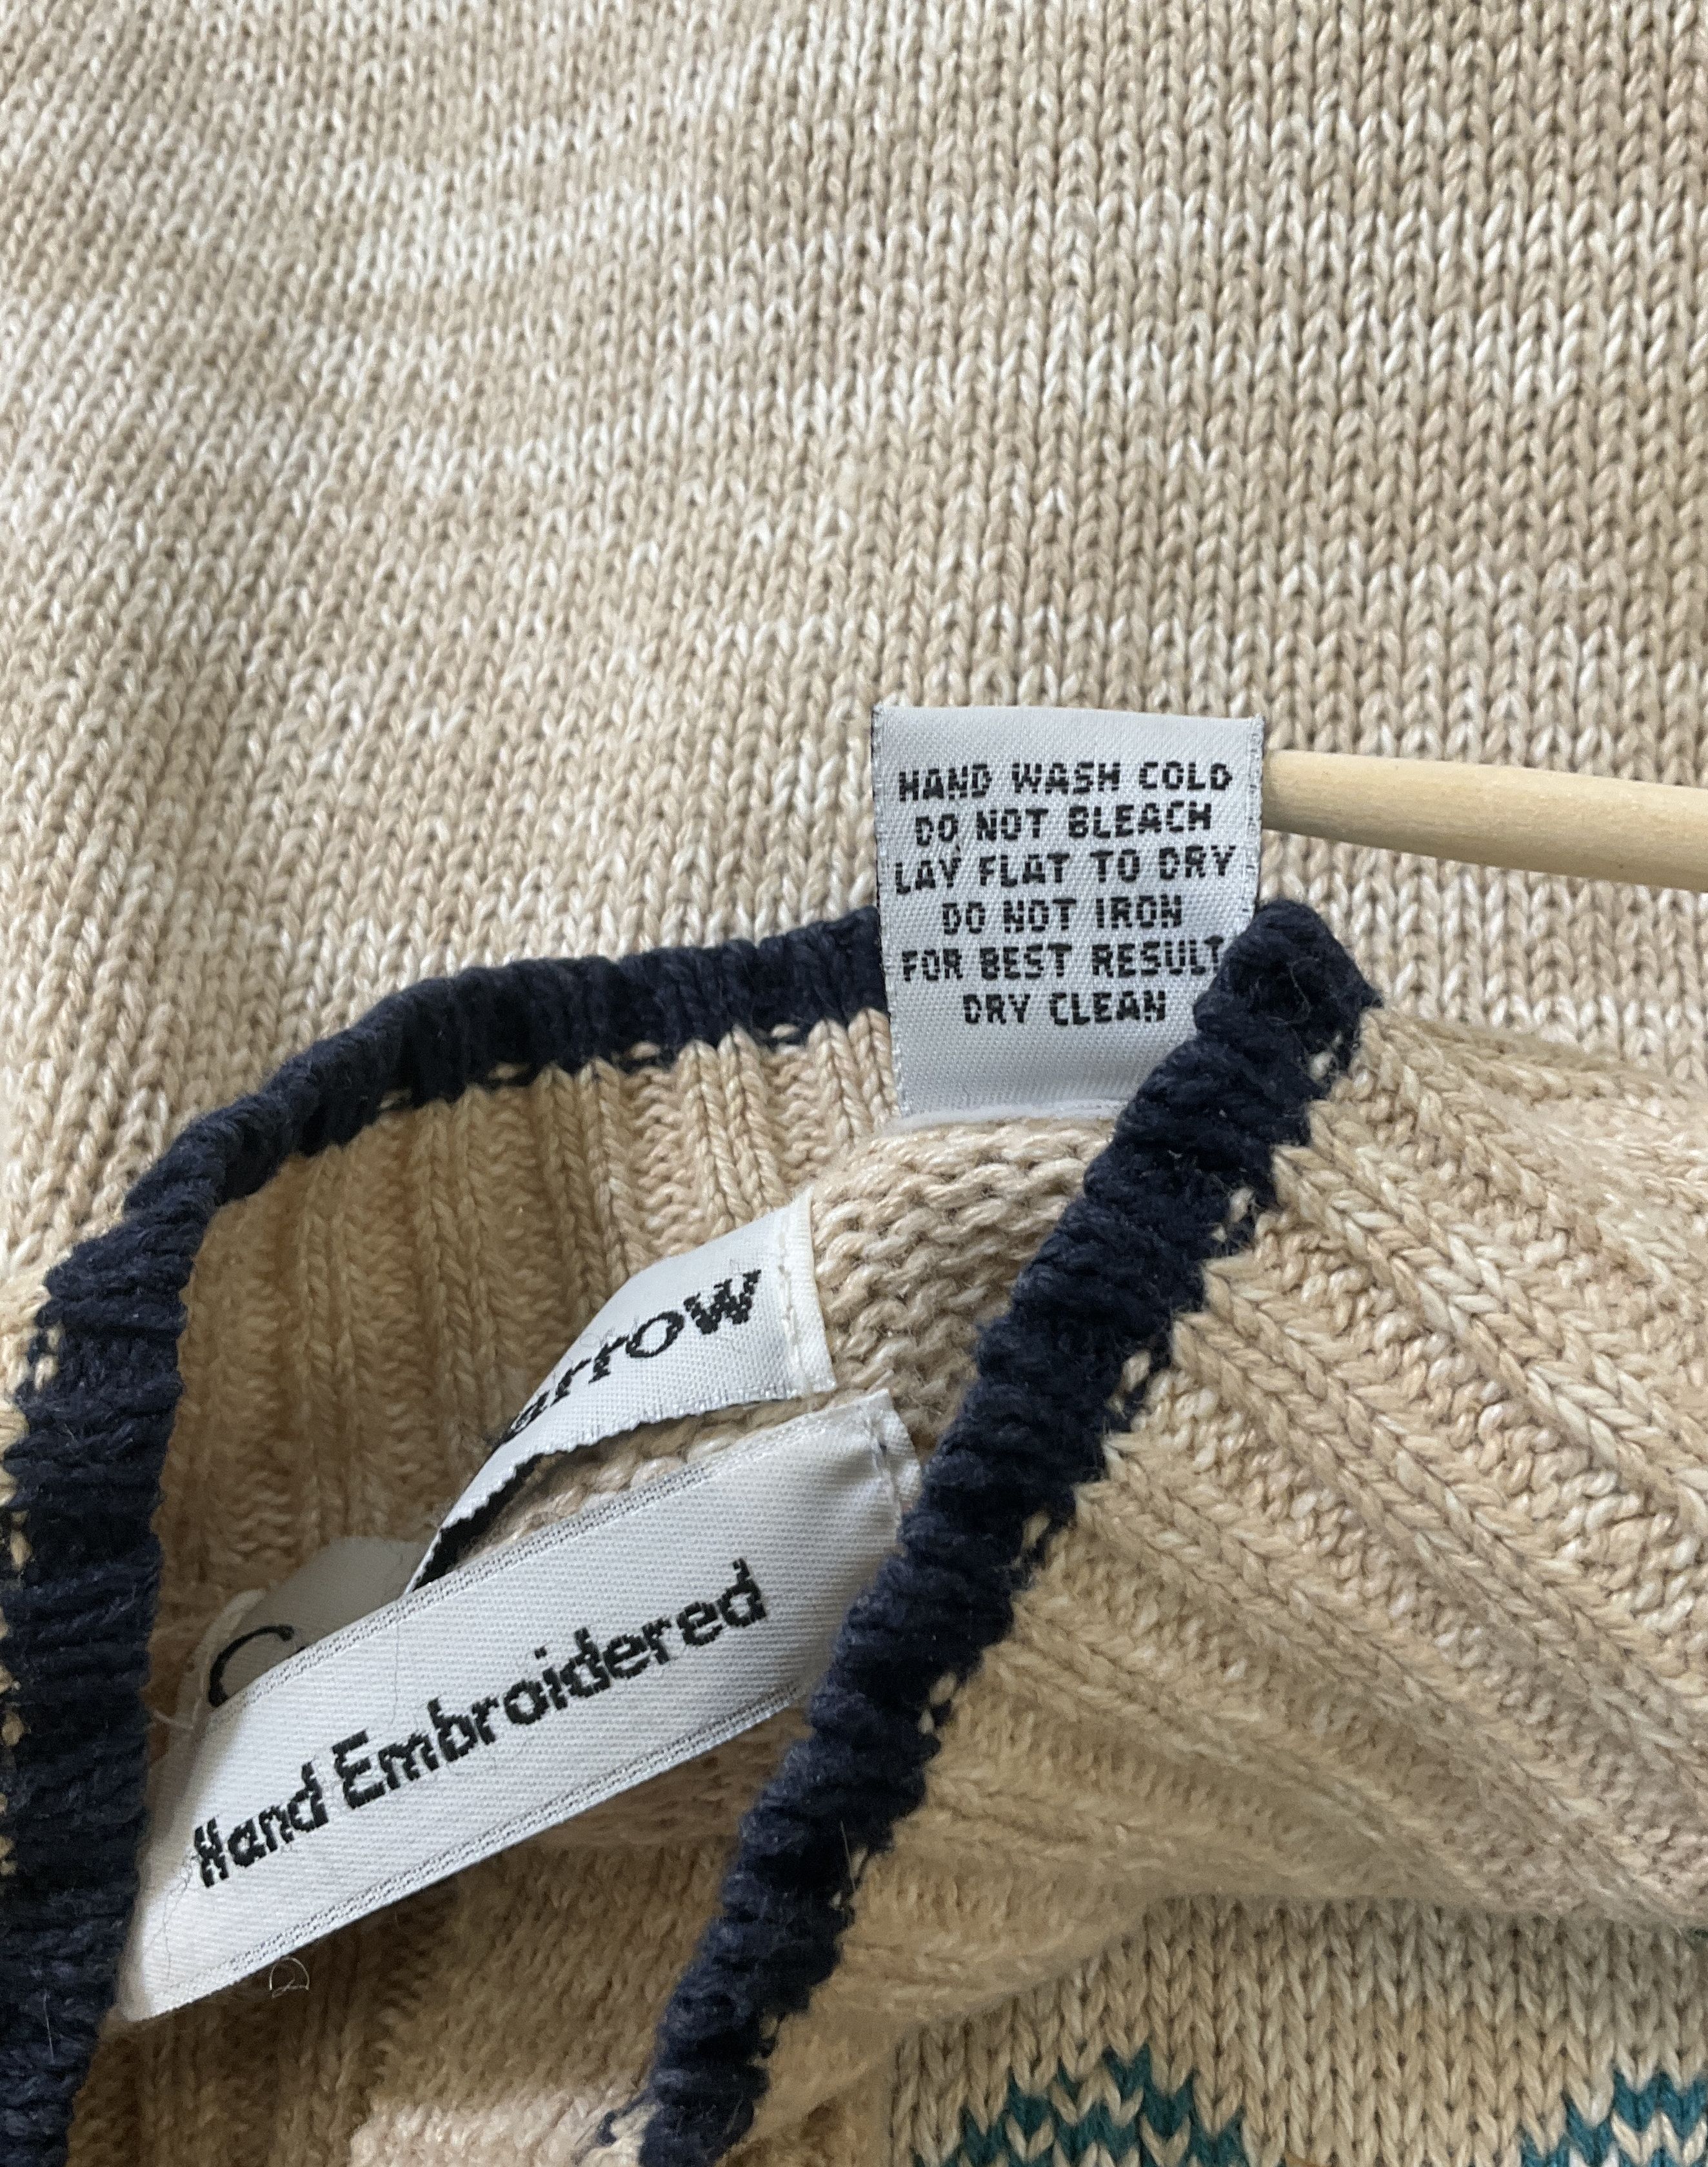 HAND WASH COLD
DO NOT BLEACH
LAY FLAT TO DRY
DO NOT IRON
FOR BEST RESULT
DRY CLEAN
arrow
Hand Embroidered